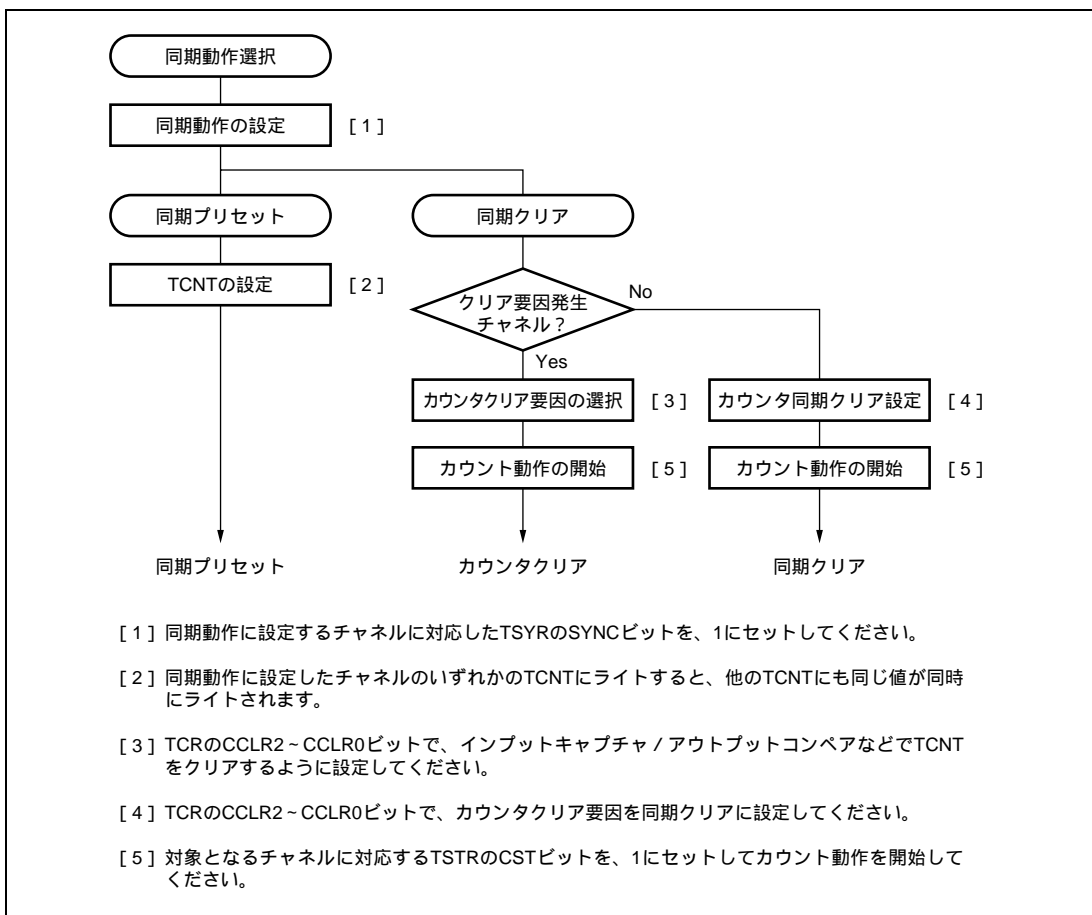 同期動作選択
同期動作の設定 [1]
同期プリセット 同期クリア
TCNTの設定 [2]
クリア要因発生
チャネル?
No
Yes
カウンタクリア要因の選択 [3] カウンタ同期クリア設定 [4]
カウント動作の開始 [5] カウント動作の開始 [5]
同期プリセット カウンタクリア 同期クリア
[1] 同期動作に設定するチャネルに対応したTSYRのSYNCビットを、1にセットしてください。
[2] 同期動作に設定したチャネルのいずれかのTCNTにライトすると、他のTCNTにも同じ値が同時
にライトされます。
[3] TCRのCCLR2~CCLR0ビットで、インプットキャプチャ/アウトプットコンペアなどでTCNT
をクリアするように設定してください。
[4] TCRのCCLR2~CCLR0ビットで、カウンタクリア要因を同期クリアに設定してください。
[5] 対象となるチャネルに対応するTSTRのCSTビットを、1にセットしてカウント動作を開始して
ください。